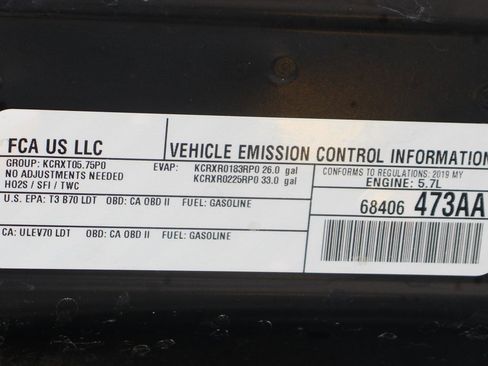 FCA US LLC
VEHICLE EMISSION CONTROL INFORMATION
GROUP: KCRXT05.75P0
NO ADJUSTMENTS NEEDED
HO2S / SFI / TWC
EVAP: KCRXR0183RP0 26.0 gal
KCRXR0225RP0 33.0 gal
CONFORMS TO REGULATIONS: 2019 MY
ENGINE: 5.7L
U.S. EPA: T3 B70 LDT OBD: CA OBD II FUEL: GASOLINE
68406 473AA
CA: ULEV70 LDT OBD: CA OBD II FUEL: GASOLINE